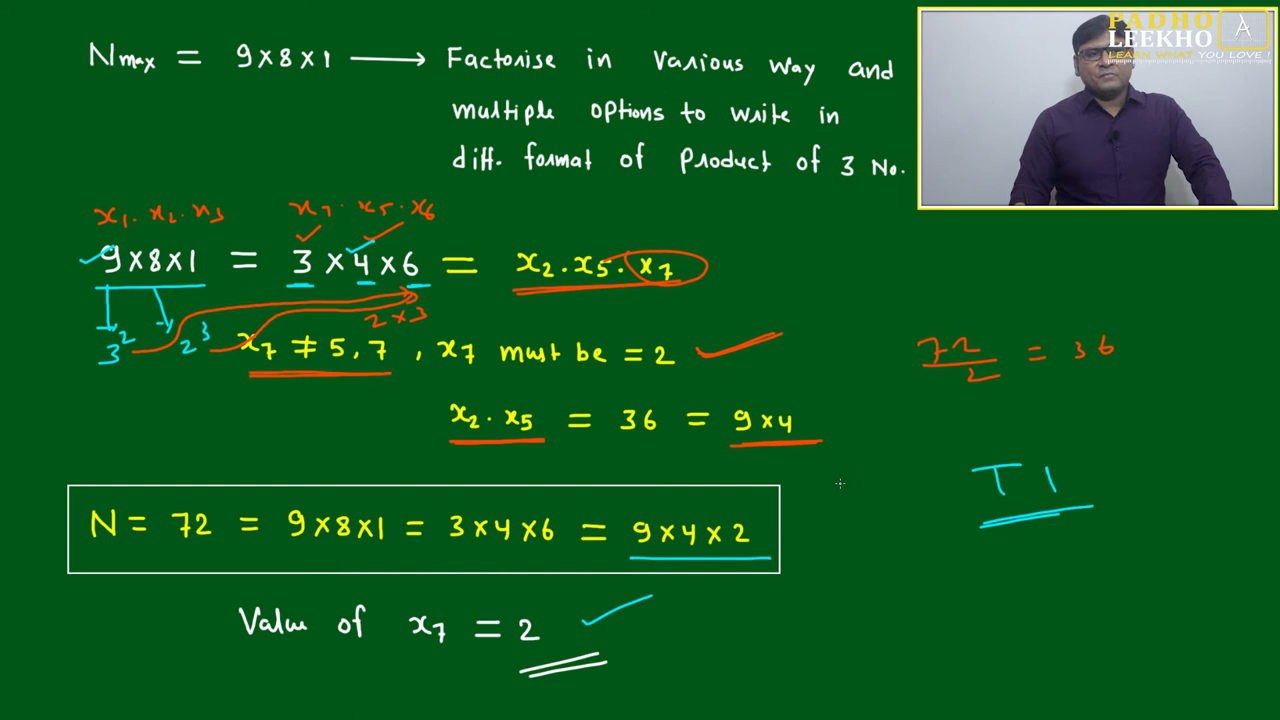 PADHO
LEEKHO
LEARN WHAT YOU LOVE!
Nmax = 9×8×1 ⟶ Factorise in various way and
multiple options to write in
diff. format of Product of 3 No.
x₁. x₂. x₃ x₇. x₅. x₆
9×8×1 = 3×4×6 = x₂. x₅. x₇
2×3
3² 2³ x₇ ≠ 5, 7 , x₇ must be = 2
72/2 = 36
x₂. x₅ = 36 = 9×4
T 1
N = 72 = 9×8×1 = 3×4×6 = 9×4×2
Value of x₇ = 2